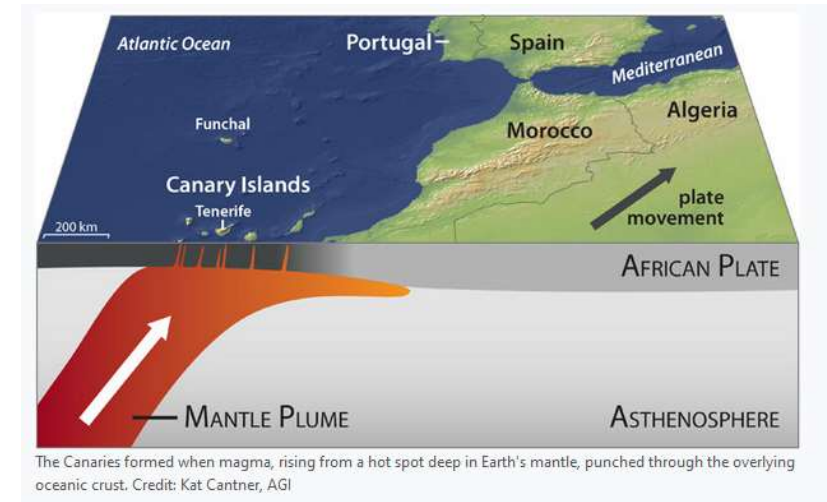 Atlantic Ocean
Portugal
Spain
Mediterranean
Algeria
Funchal
Morocco
Canary Islands
Tenerife
plate
movement
200 km
AFRICAN PLATE
MANTLE PLUME
ASTHENOSPHERE
The Canaries formed when magma, rising from a hot spot deep in Earth's mantle, punched through the overlying
oceanic crust. Credit: Kat Cantner, AGI